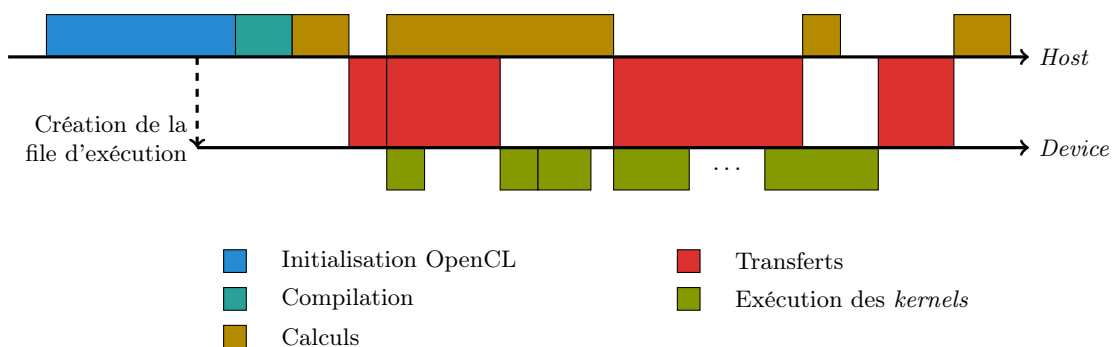 Host
Création de la
file d'exécution
Device
...
Initialisation OpenCL
Transferts
Compilation
Exécution des kernels
Calculs